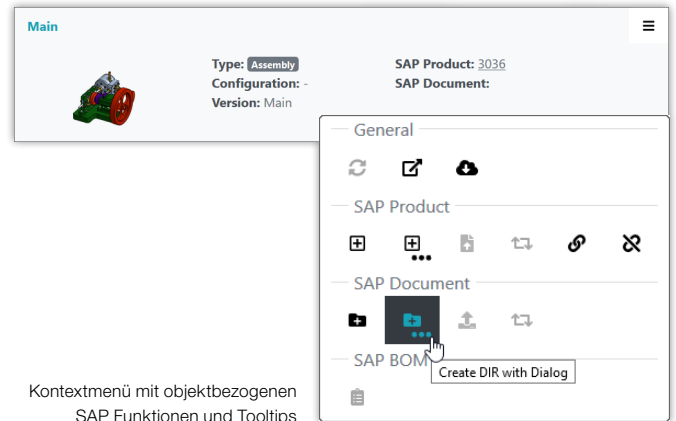 Main
Type: Assembly
Configuration: -
Version: Main
SAP Product: 3036
SAP Document:
General
SAP Product
SAP Document
SAP BOM
Create DIR with Dialog
Kontextmenü mit objektbezogenen
SAP Funktionen und Tooltips